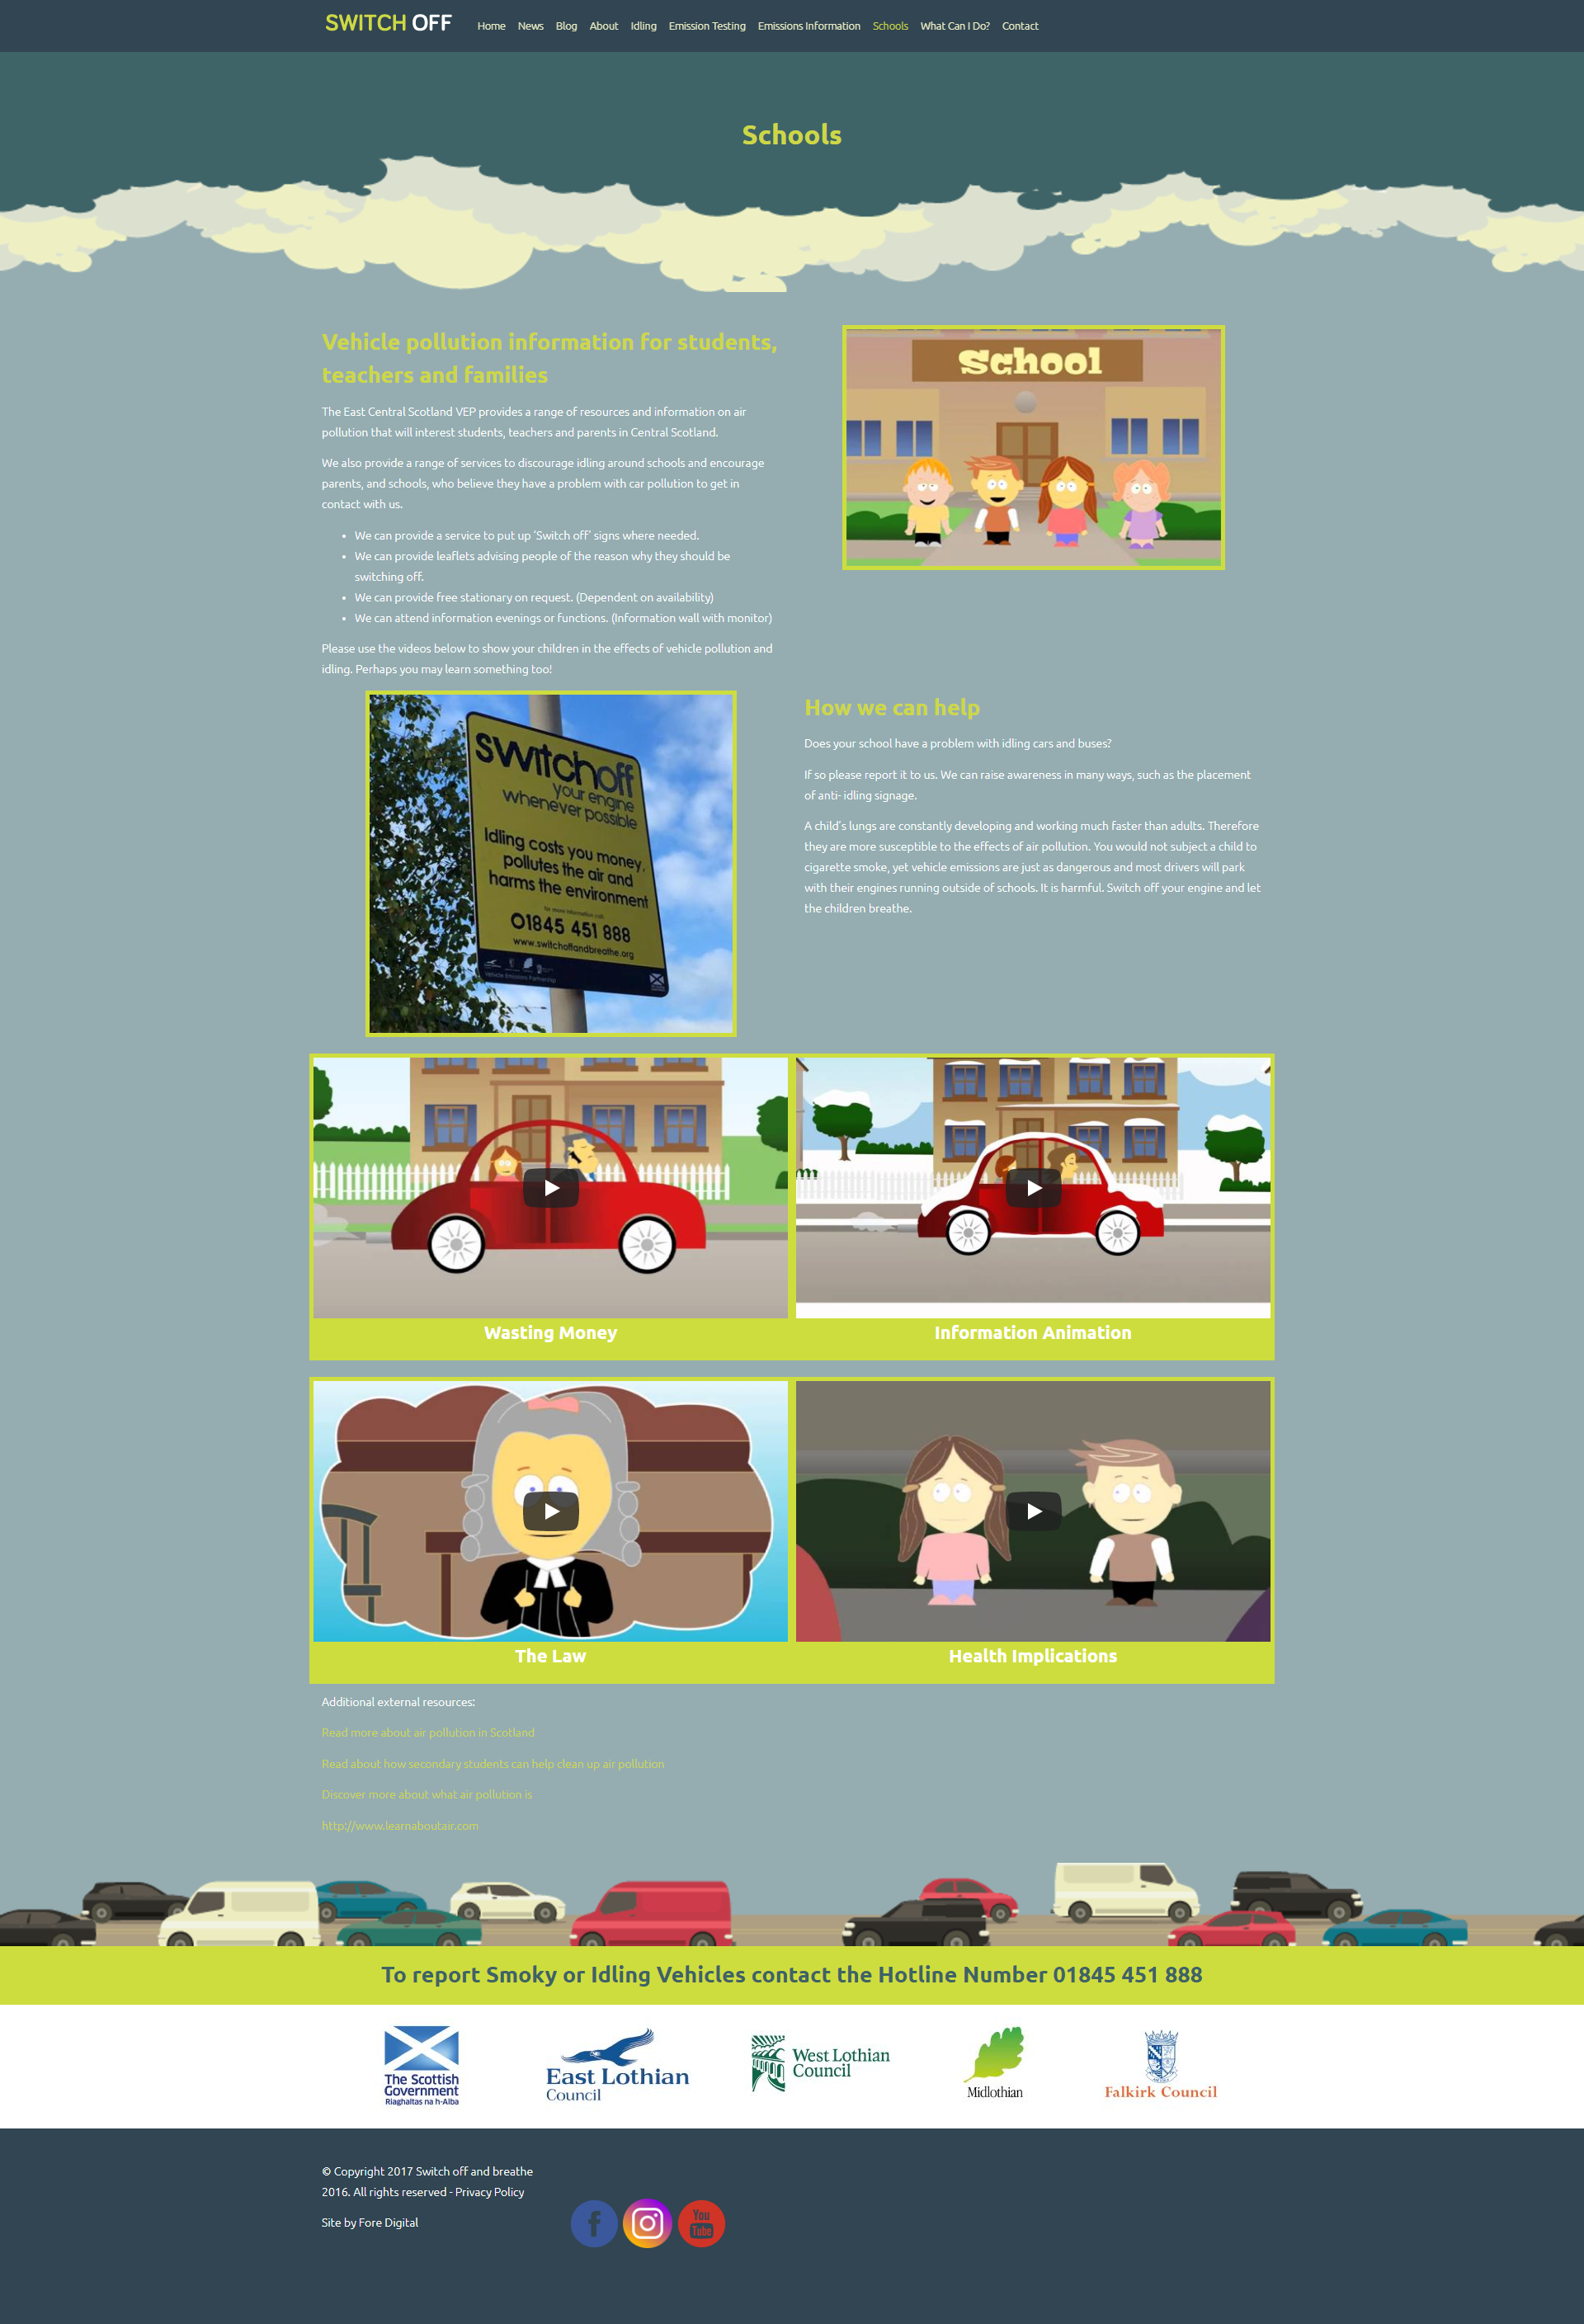 SWITCH OFF
Home News Blog About Idling Emission Testing Emissions Information Schools What Can I Do? Contact
Schools
Vehicle pollution information for students,
teachers and families
The East Central Scotland VEP provides a range of resources and information on air
pollution that will interest students, teachers and parents in Central Scotland.
We also provide a range of services to discourage idling around schools and encourage
parents, and schools, who believe they have a problem with car pollution to get in
contact with us.
• We can provide a service to put up ‘Switch off’ signs where needed.
• We can provide leaflets advising people of the reason why they should be
switching off.
• We can provide free stationary on request. (Dependent on availability)
• We can attend information evenings or functions. (Information wall with monitor)
Please use the videos below to show your children in the effects of vehicle pollution and
idling. Perhaps you may learn something too!
School
switchoff
your engine
whenever possible
Idling costs you money,
pollutes the air and
harms the environment
for more information call:
01845 451 888
www.switchoffandbreathe.org
Vehicle Emissions Partnership
How we can help
Does your school have a problem with idling cars and buses?
If so please report it to us. We can raise awareness in many ways, such as the placement
of anti- idling signage.
A child’s lungs are constantly developing and working much faster than adults. Therefore
they are more susceptible to the effects of air pollution. You would not subject a child to
cigarette smoke, yet vehicle emissions are just as dangerous and most drivers will park
with their engines running outside of schools. It is harmful. Switch off your engine and let
the children breathe.
Wasting Money
Information Animation
The Law
Health Implications
Additional external resources:
Read more about air pollution in Scotland
Read about how secondary students can help clean up air pollution
Discover more about what air pollution is
http://www.learnaboutair.com
To report Smoky or Idling Vehicles contact the Hotline Number 01845 451 888
The Scottish
Government
Riaghaltas na h-Alba
East Lothian
Council
West Lothian
Council
Midlothian
Falkirk Council
© Copyright 2017 Switch off and breathe
2016. All rights reserved - Privacy Policy
Site by Fore Digital
f
You
Tube